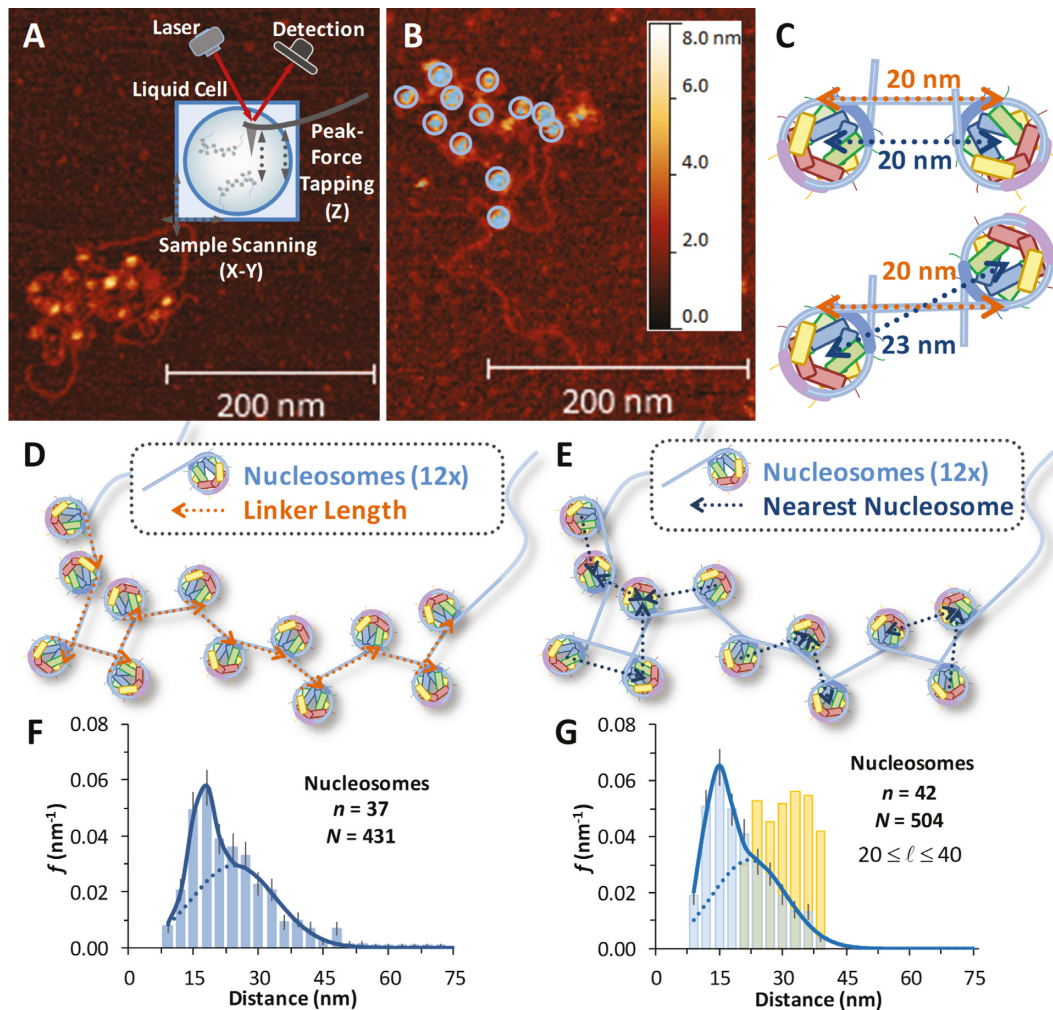 A
Laser
Detection
Liquid Cell
Peak-
Force
Tapping
(Z)
Sample Scanning
(X-Y)
200 nm
B
8.0 nm
6.0
4.0
2.0
0.0
200 nm
C
20 nm
20 nm
20 nm
23 nm
D
Nucleosomes (12x)
Linker Length
E
Nucleosomes (12x)
Nearest Nucleosome
F
f (nm⁻¹)
0.08
0.06
0.04
0.02
0.00
Nucleosomes
n = 37
N = 431
0 15 30 45 60 75
Distance (nm)
G
f (nm⁻¹)
0.08
0.06
0.04
0.02
0.00
Nucleosomes
n = 42
N = 504
20 ≤ ℓ ≤ 40
0 15 30 45 60 75
Distance (nm)